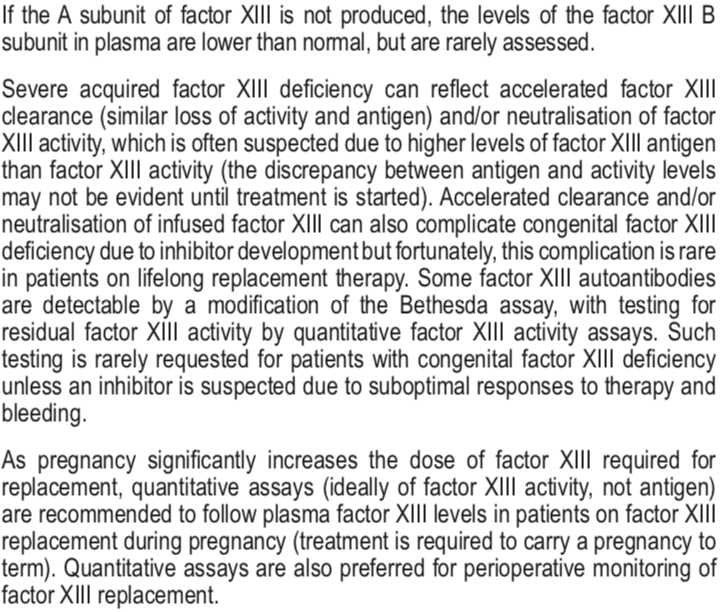 If the A subunit of factor XIII is not produced, the levels of the factor XIII B
subunit in plasma are lower than normal, but are rarely assessed.
Severe acquired factor XIII deficiency can reflect accelerated factor XIII
clearance (similar loss of activity and antigen) and/or neutralisation of factor
XIII activity, which is often suspected due to higher levels of factor XIII antigen
than factor XIII activity (the discrepancy between antigen and activity levels
may not be evident until treatment is started). Accelerated clearance and/or
neutralisation of infused factor XIII can also complicate congenital factor XIII
deficiency due to inhibitor development but fortunately, this complication is rare
in patients on lifelong replacement therapy. Some factor XIII autoantibodies
are detectable by a modification of the Bethesda assay, with testing for
residual factor XIII activity by quantitative factor XIII activity assays. Such
testing is rarely requested for patients with congenital factor XIII deficiency
unless an inhibitor is suspected due to suboptimal responses to therapy and
bleeding.
As pregnancy significantly increases the dose of factor XIII required for
replacement, quantitative assays (ideally of factor XIII activity, not antigen)
are recommended to follow plasma factor XIII levels in patients on factor XIII
replacement during pregnancy (treatment is required to carry a pregnancy to
term). Quantitative assays are also preferred for perioperative monitoring of
factor XIII replacement.